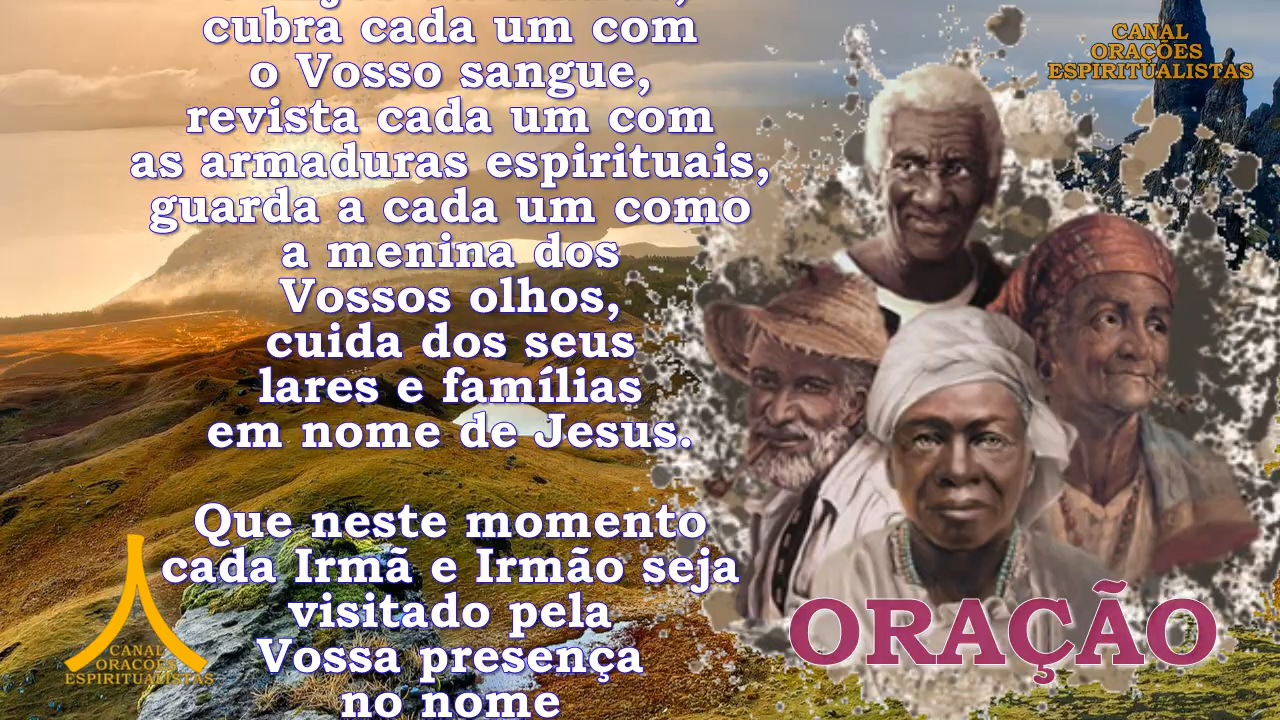 cubra cada um com
o Vosso sangue,
revista cada um com
as armaduras espirituais,
guarda a cada um como
a menina dos
Vossos olhos,
cuida dos seus
lares e famílias
em nome de Jesus.
Que neste momento
cada Irmã e Irmão seja
visitado pela
Vossa presença
no nome
CANAL
ORAÇÕES
ESPIRITUALISTAS
ORAÇÃO
CANAL
ORAÇÕES
ESPIRITUALISTAS